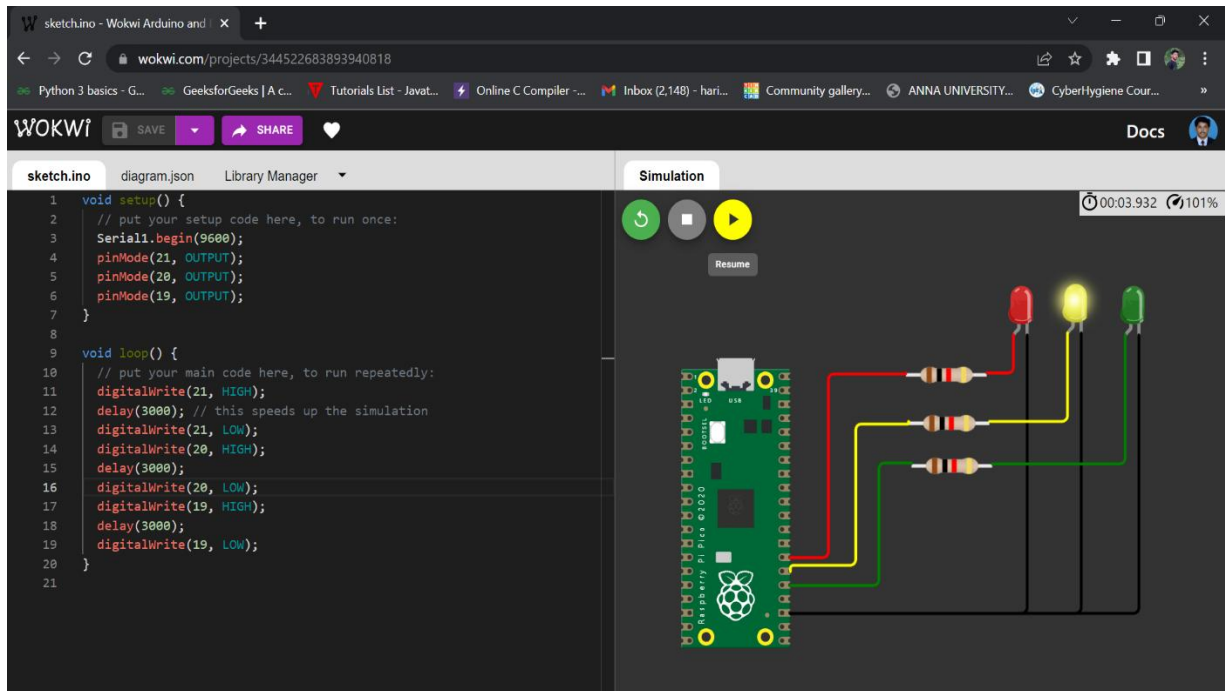 sketch.ino - Wokwi Arduino and
wokwi.com/projects/344522683893940818
Python 3 basics - G... GeeksforGeeks | A c... Tutorials List - Javat... Online C Compiler -... Inbox (2,148) - hari... Community gallery... ANNA UNIVERSITY... CyberHygiene Cour... »
WOKWi SAVE SHARE Docs
sketch.ino diagram.json Library Manager Simulation
00:03.932 101%
Resume
1 void setup() {
2 // put your setup code here, to run once:
3 Serial1.begin(9600);
4 pinMode(21, OUTPUT);
5 pinMode(20, OUTPUT);
6 pinMode(19, OUTPUT);
7 }
8
9 void loop() {
10 // put your main code here, to run repeatedly:
11 digitalWrite(21, HIGH);
12 delay(3000); // this speeds up the simulation
13 digitalWrite(21, LOW);
14 digitalWrite(20, HIGH);
15 delay(3000);
16 digitalWrite(20, LOW);
17 digitalWrite(19, HIGH);
18 delay(3000);
19 digitalWrite(19, LOW);
20 }
21
1
2
39
LED USB
BOOTSEL
Raspberry Pi Pico ©2020